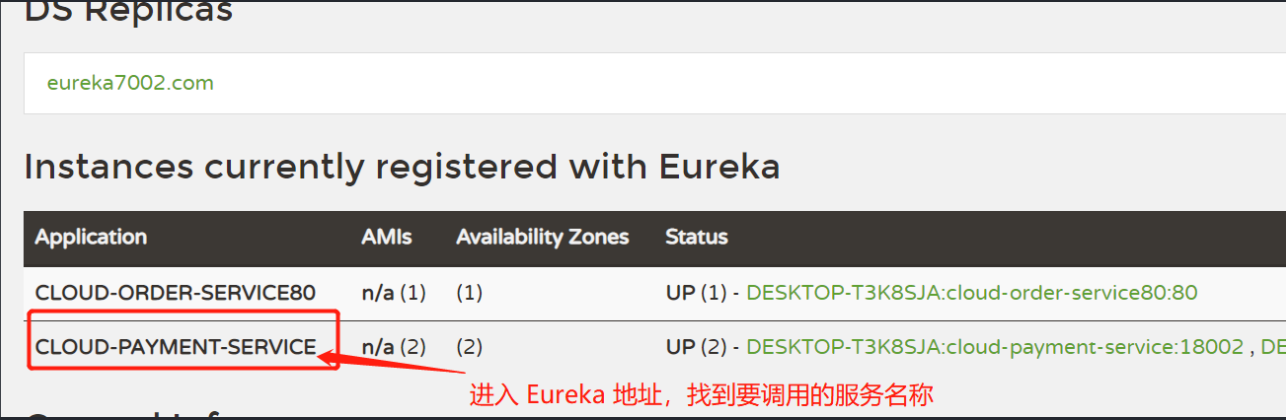 DS Replicas
eureka7002.com
Instances currently registered with Eureka
Application AMIs Availability Zones Status
CLOUD-ORDER-SERVICE80 n/a (1) (1) UP (1) - DESKTOP-T3K8SJA:cloud-order-service80:80
CLOUD-PAYMENT-SERVICE n/a (2) (2) UP (2) - DESKTOP-T3K8SJA:cloud-payment-service:18002 , DE
进入 Eureka 地址，找到要调用的服务名称